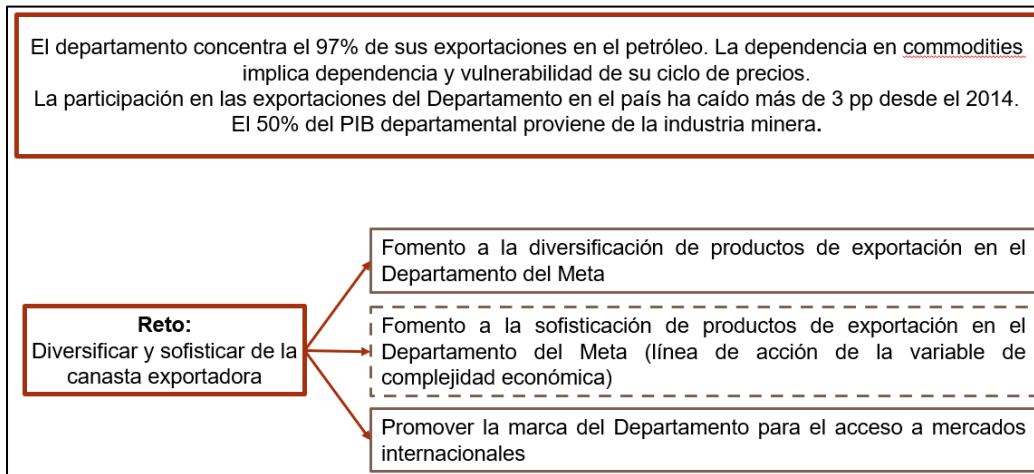 El departamento concentra el 97% de sus exportaciones en el petróleo. La dependencia en commodities
implica dependencia y vulnerabilidad de su ciclo de precios.
La participación en las exportaciones del Departamento en el país ha caído más de 3 pp desde el 2014.
El 50% del PIB departamental proviene de la industria minera.
Fomento a la diversificación de productos de exportación en el
Departamento del Meta
Reto:
Diversificar y sofisticar de la
canasta exportadora
Fomento a la sofisticación de productos de exportación en el
Departamento del Meta (línea de acción de la variable de
complejidad económica)
Promover la marca del Departamento para el acceso a mercados
internacionales